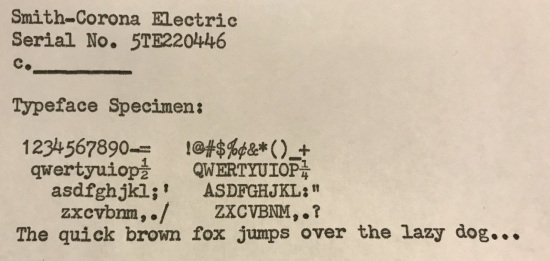 Smith-Corona Electric
Serial No. 5TE220446
c.__________
Typeface Specimen:
1234567890-= !@#$%¢&*()_+
qwertyuiop½ QWERTYUIOP¼
asdfghjkl;' ASDFGHJKL:"
zxcvbnm,./ ZXCVBNM,.?
The quick brown fox jumps over the lazy dog...